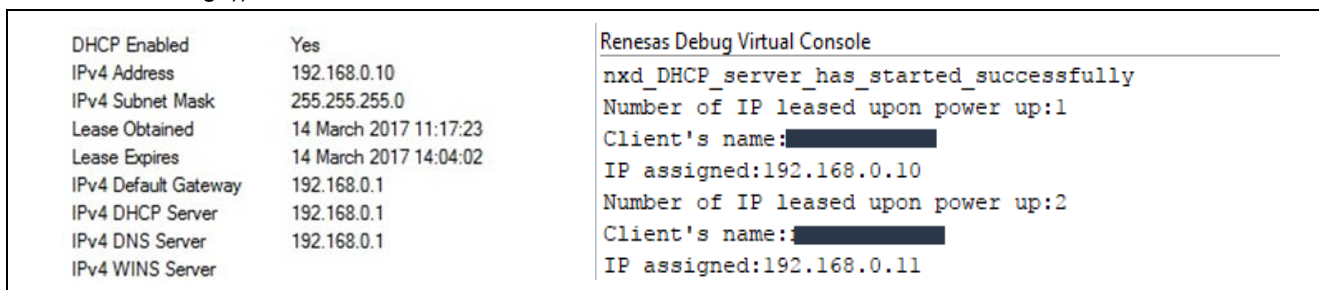 DHCP Enabled Yes
IPv4 Address 192.168.0.10
IPv4 Subnet Mask 255.255.255.0
Lease Obtained 14 March 2017 11:17:23
Lease Expires 14 March 2017 14:04:02
IPv4 Default Gateway 192.168.0.1
IPv4 DHCP Server 192.168.0.1
IPv4 DNS Server 192.168.0.1
IPv4 WINS Server
Renesas Debug Virtual Console
nxd_DHCP_server_has_started_successfully
Number of IP leased upon power up:1
Client's name:
IP assigned:192.168.0.10
Number of IP leased upon power up:2
Client's name:
IP assigned:192.168.0.11